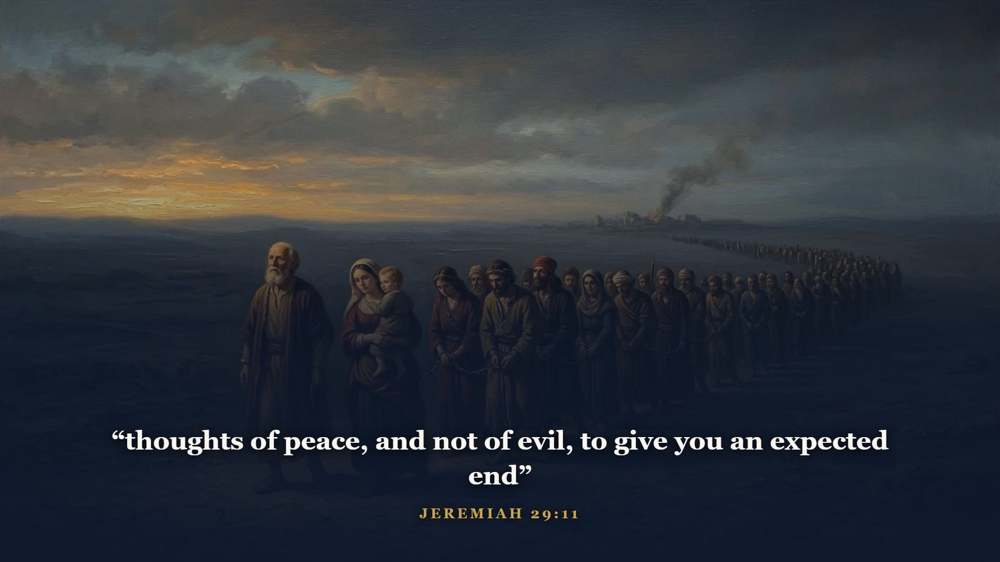 “thoughts of peace, and not of evil, to give you an expected
end”
JEREMIAH 29:11